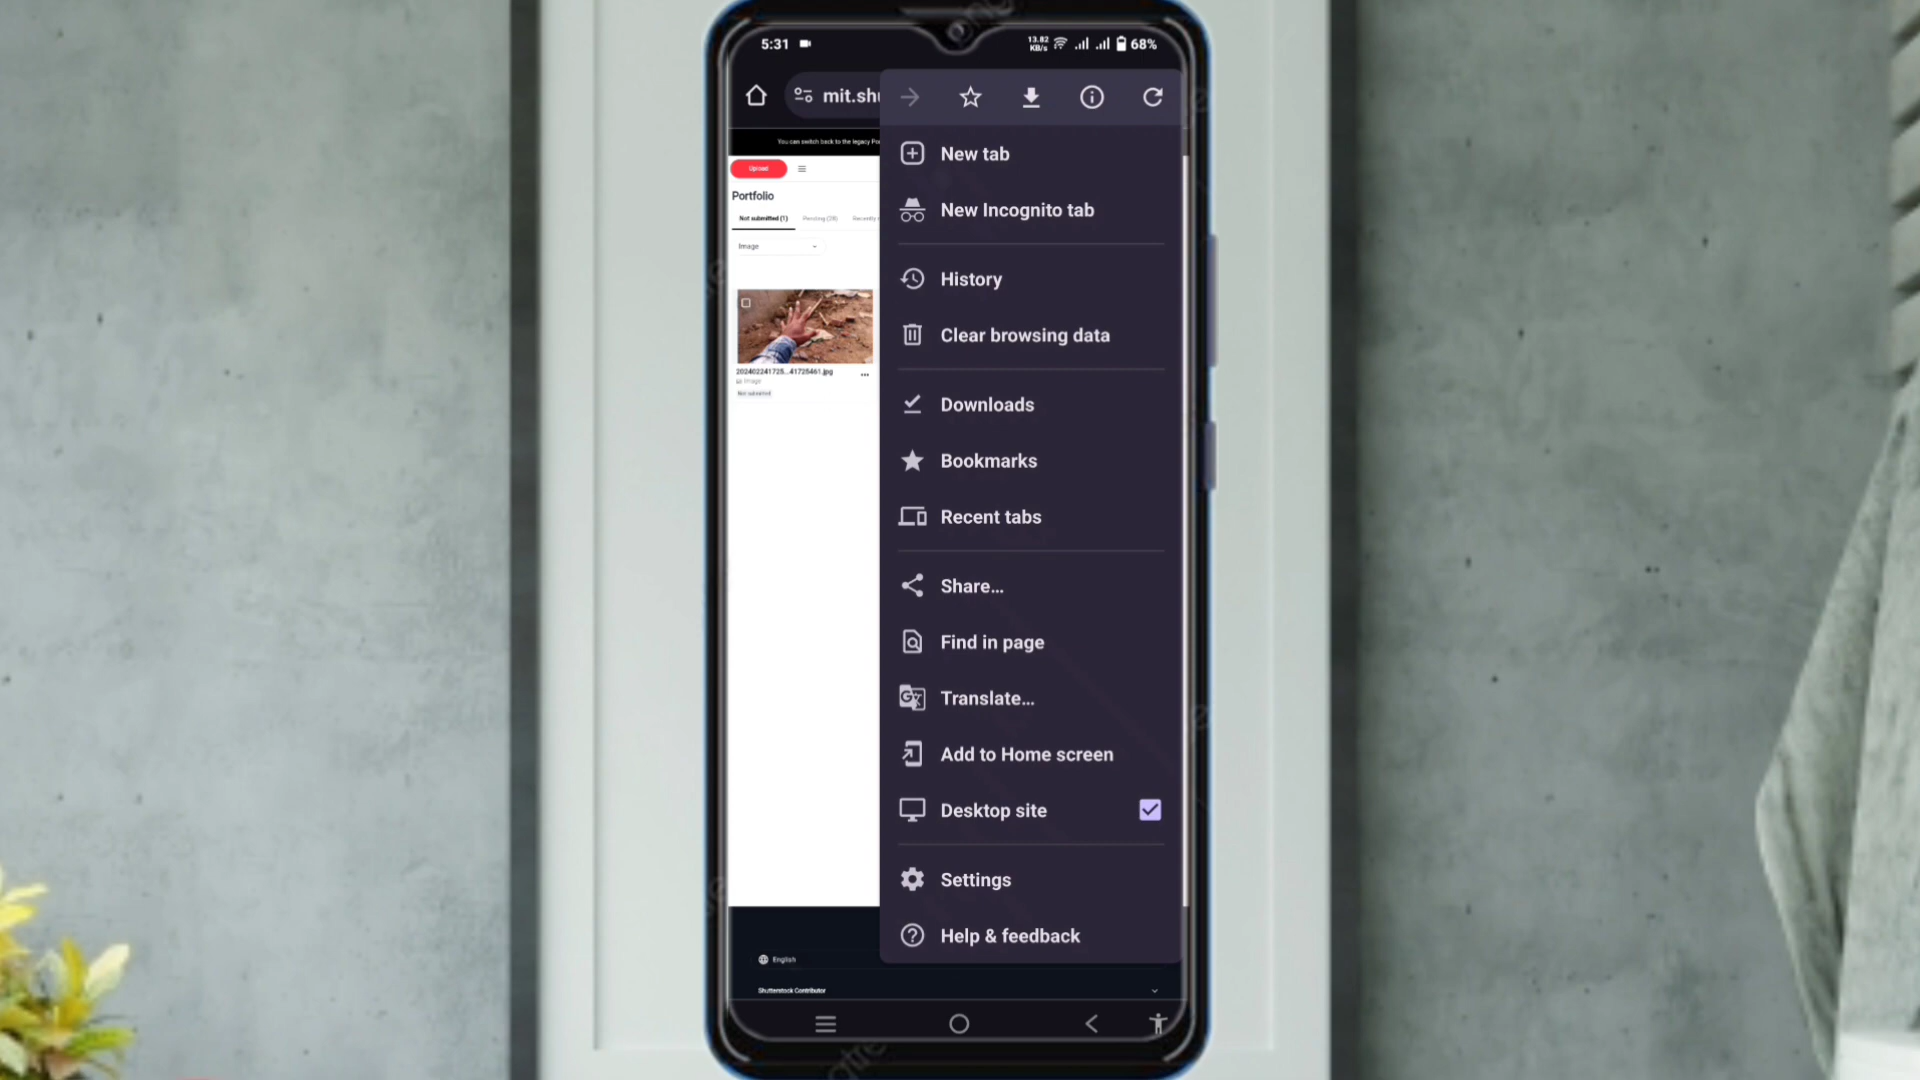 5:31
13.82
KB/s
68%
mit.shu
You can switch back to the legacy Por
Upload
Portfolio
Not submitted (1) Pending (28) Recently
Image
202402241725...41725461.jpg
Image
Not submitted
New tab
New Incognito tab
History
Clear browsing data
Downloads
Bookmarks
Recent tabs
Share...
Find in page
Translate...
Add to Home screen
Desktop site
Settings
Help & feedback
English
Shutterstock Contributor